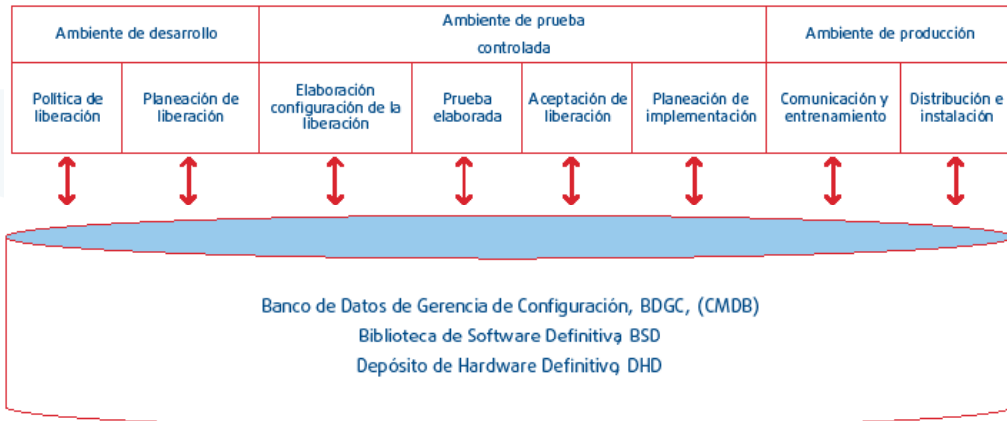 Ambiente de desarrollo
Ambiente de prueba
controlada
Ambiente de producción
Política de
liberación
Planeación de
liberación
Elaboración
configuración de la
liberación
Prueba
elaborada
Aceptación de
liberación
Planeación de
implementación
Comunicación y
entrenamiento
Distribución e
instalación
Banco de Datos de Gerencia de Configuración, BDGC, (CMDB)
Biblioteca de Software Definitiva, BSD
Depósito de Hardware Definitivo, DHD